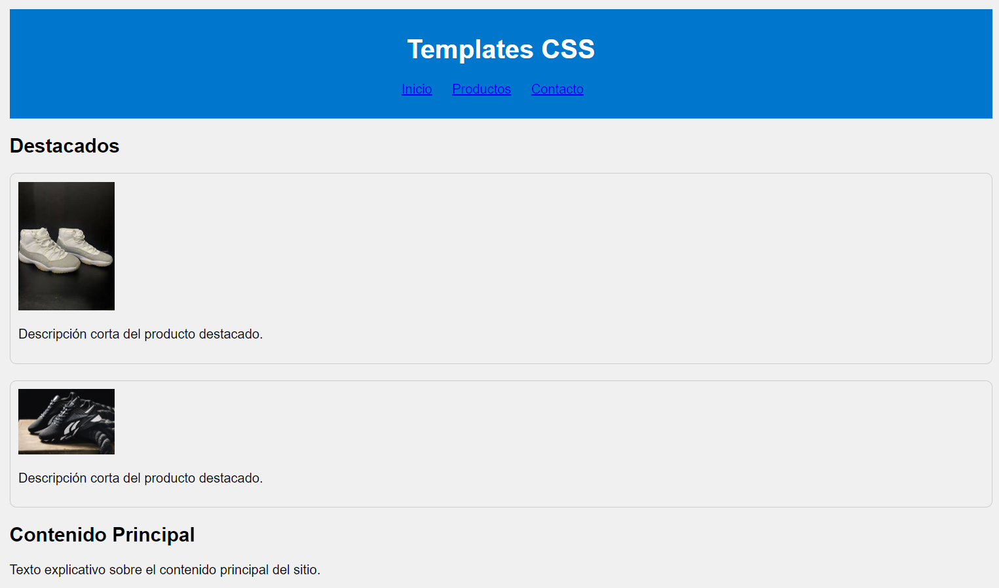 Templates CSS
Inicio Productos Contacto
Destacados
Descripción corta del producto destacado.
Descripción corta del producto destacado.
Contenido Principal
Texto explicativo sobre el contenido principal del sitio.